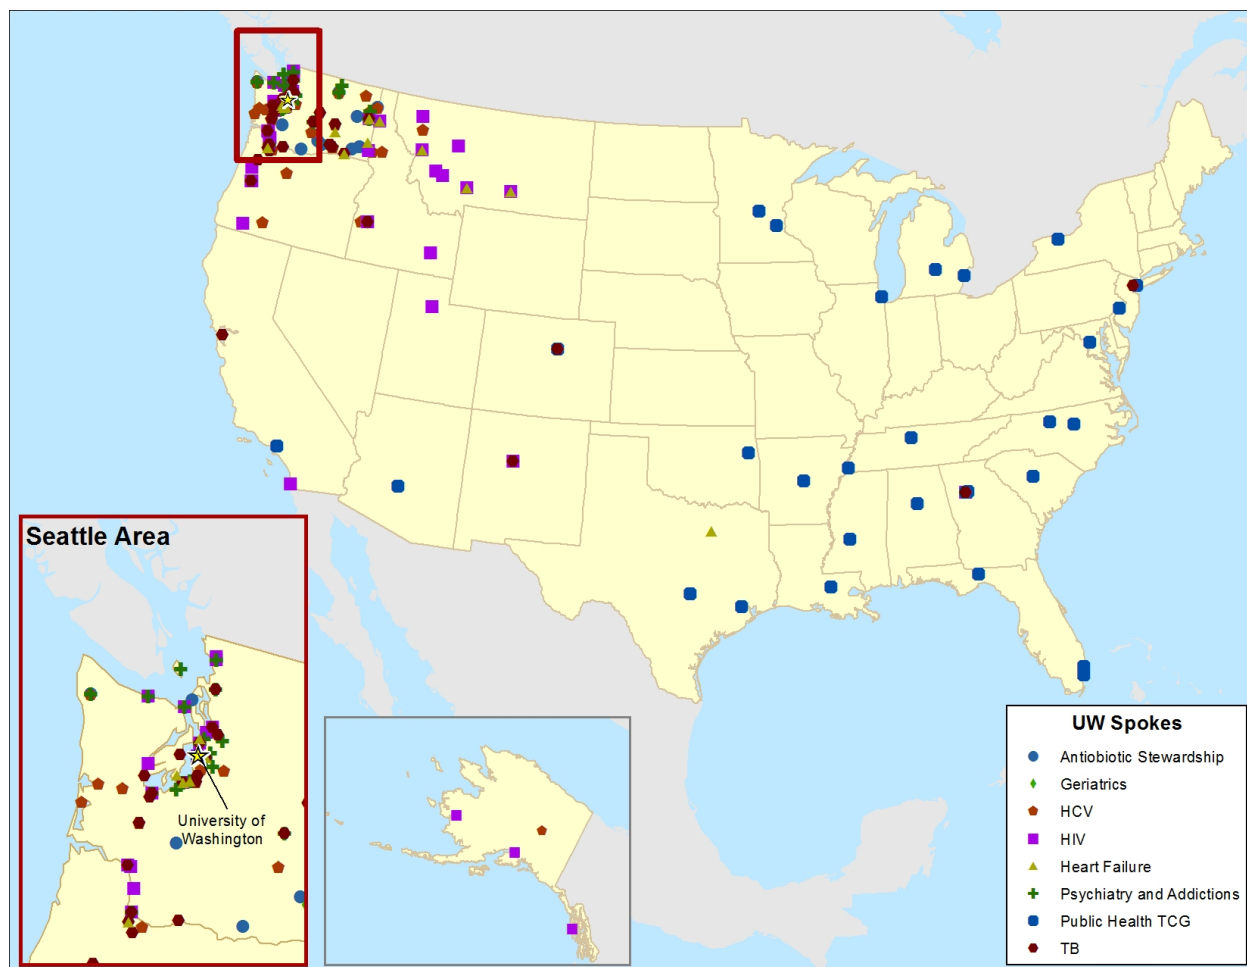 Seattle Area
University of
Washington
UW Spokes
Antiobiotic Stewardship
Geriatrics
HCV
HIV
Heart Failure
Psychiatry and Addictions
Public Health TCG
TB